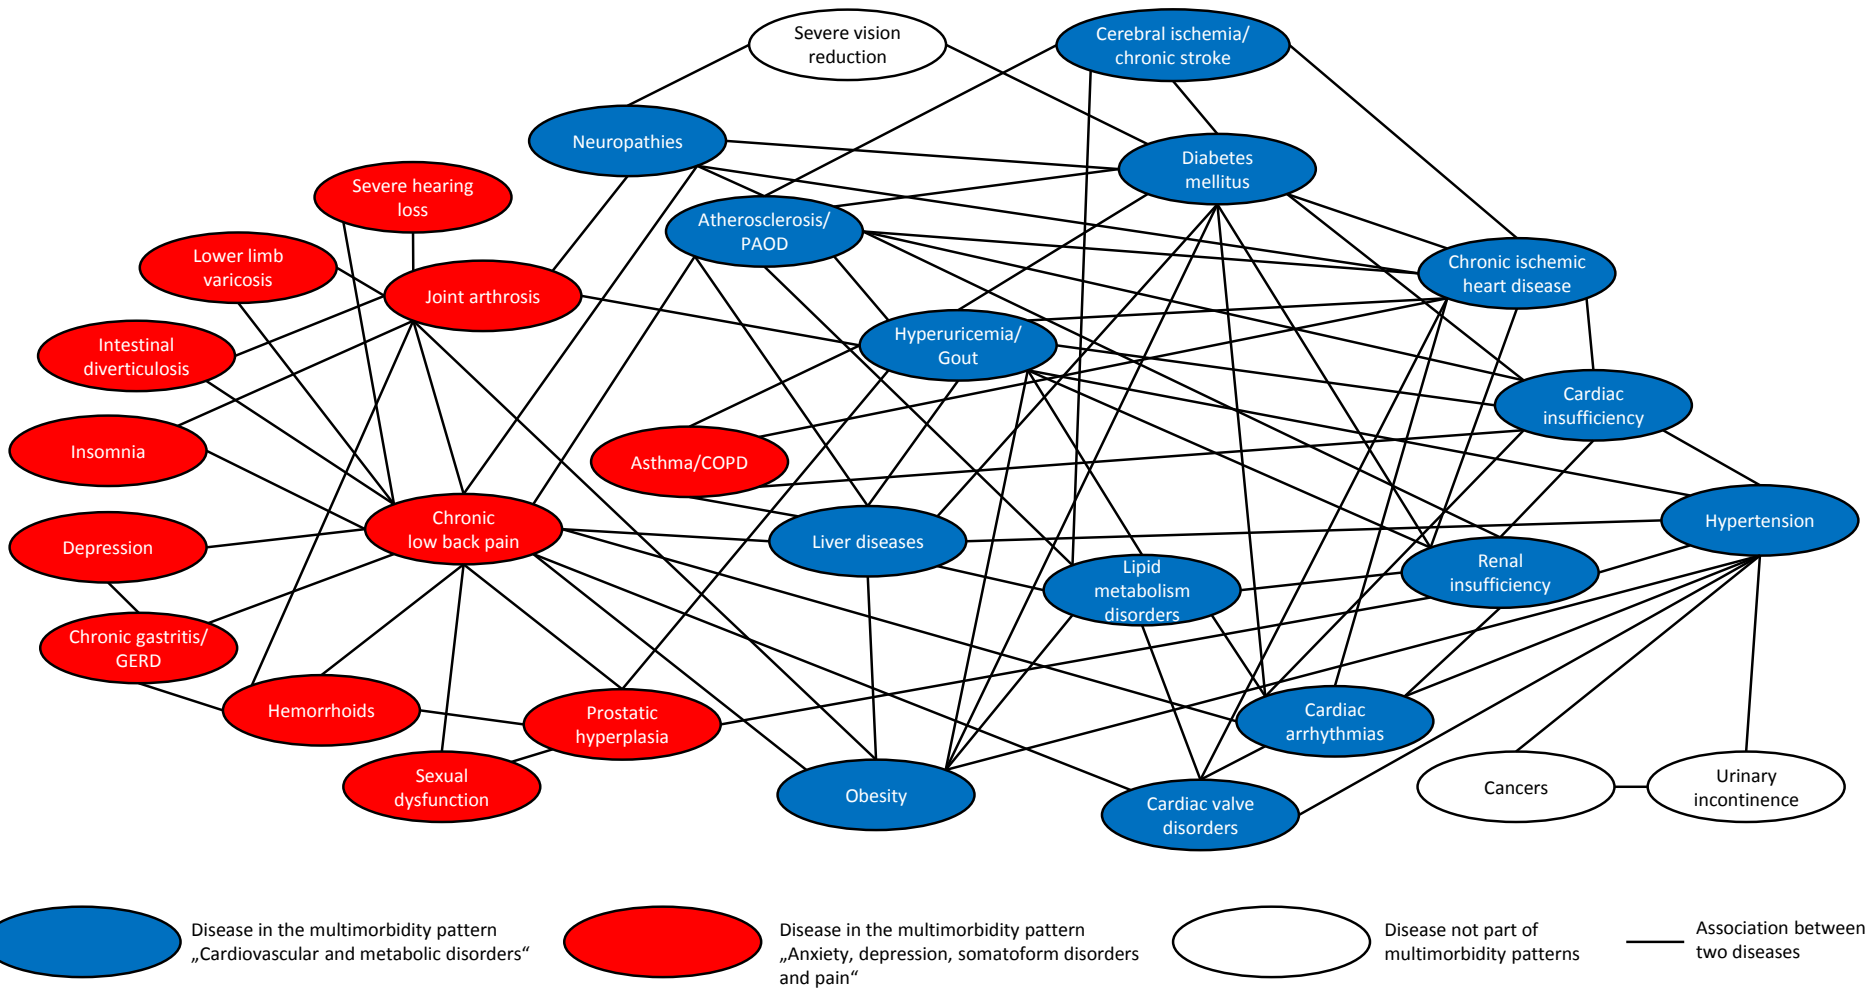 Severe vision
reduction
Cerebral ischemia/
chronic stroke
Neuropathies
Diabetes
mellitus
Severe hearing
loss
Atherosclerosis/
PAOD
Lower limb
varicosis
Joint arthrosis
Chronic ischemic
heart disease
Intestinal
diverticulosis
Hyperuricemia/
Gout
Cardiac
insufficiency
Insomnia
Asthma/COPD
Chronic
low back pain
Hypertension
Depression
Liver diseases
Lipid
metabolism
disorders
Renal
insufficiency
Chronic gastritis/
GERD
Hemorrhoids
Prostatic
hyperplasia
Cardiac
arrhythmias
Sexual
dysfunction
Obesity
Cardiac valve
disorders
Cancers
Urinary
incontinence
Disease in the multimorbidity pattern
„Cardiovascular and metabolic disorders“
Disease in the multimorbidity pattern
„Anxiety, depression, somatoform disorders
and pain“
Disease not part of
multimorbidity patterns
Association between
two diseases